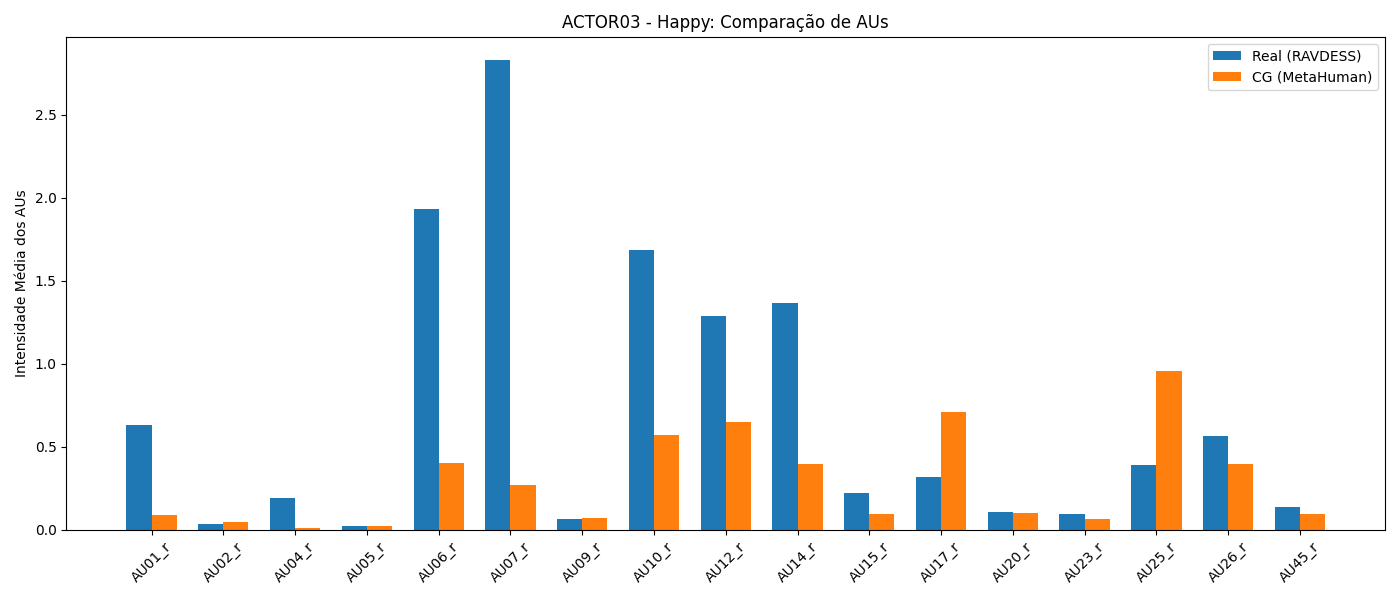 ACTOR03 - Happy: Comparação de AUs
Real (RAVDESS)
CG (MetaHuman)
Intensidade Média dos AUs
2.5
2.0
1.5
1.0
0.5
0.0
AU01_r
AU02_r
AU04_r
AU05_r
AU06_r
AU07_r
AU09_r
AU10_r
AU12_r
AU14_r
AU15_r
AU17_r
AU20_r
AU23_r
AU25_r
AU26_r
AU45_r